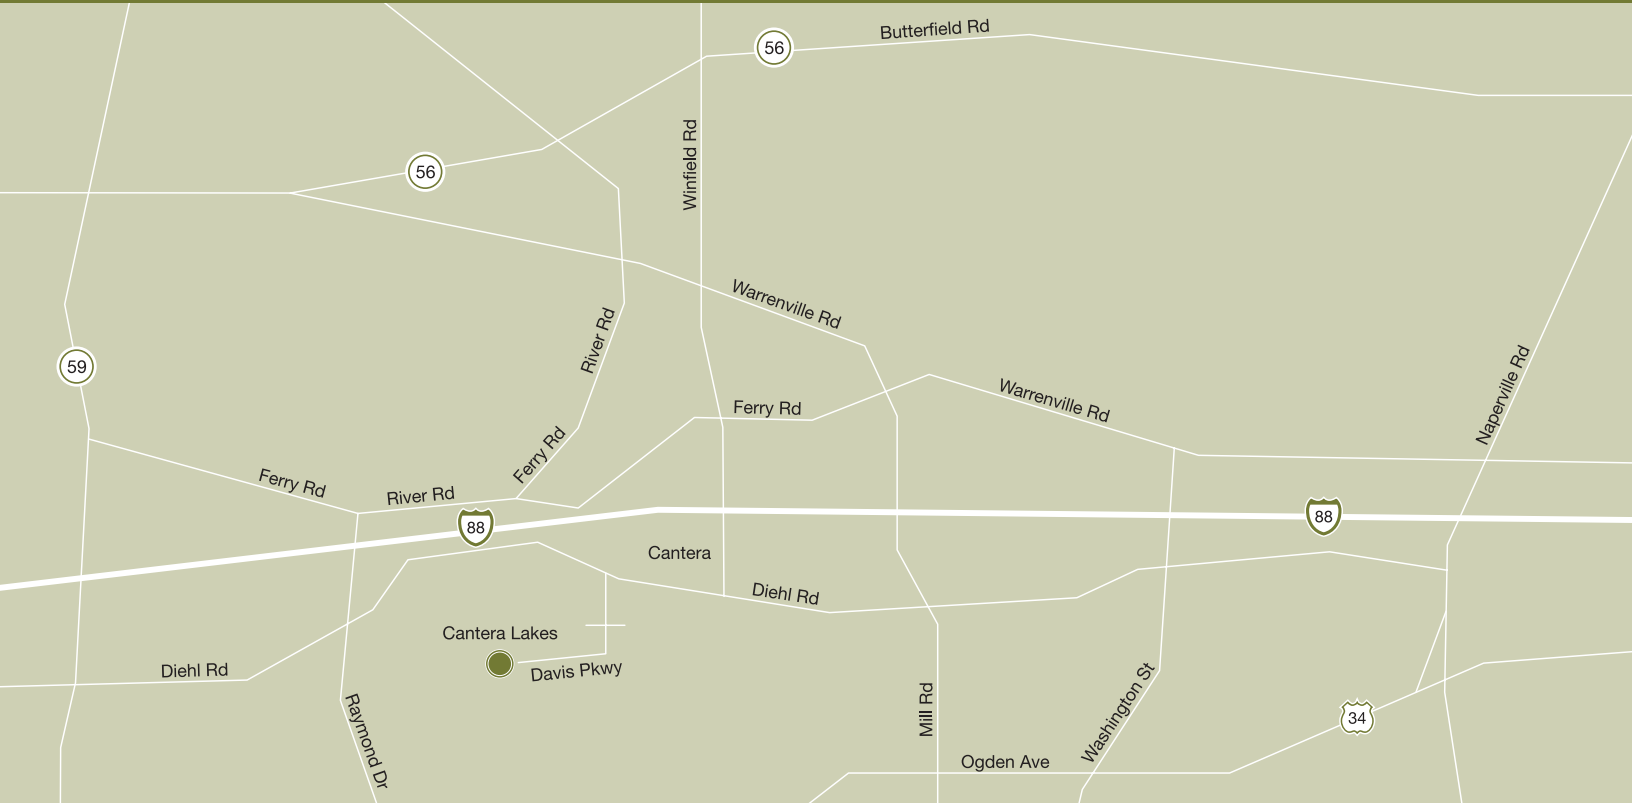 Butterfield Rd
56
56
Winfield Rd
Warrenville Rd
River Rd
59
Naperville Rd
Warrenville Rd
Ferry Rd
Ferry Rd
Ferry Rd
River Rd
88
88
Cantera
Diehl Rd
Cantera Lakes
Davis Pkwy
Diehl Rd
Raymond Dr
Mill Rd
Washington St
34
Ogden Ave